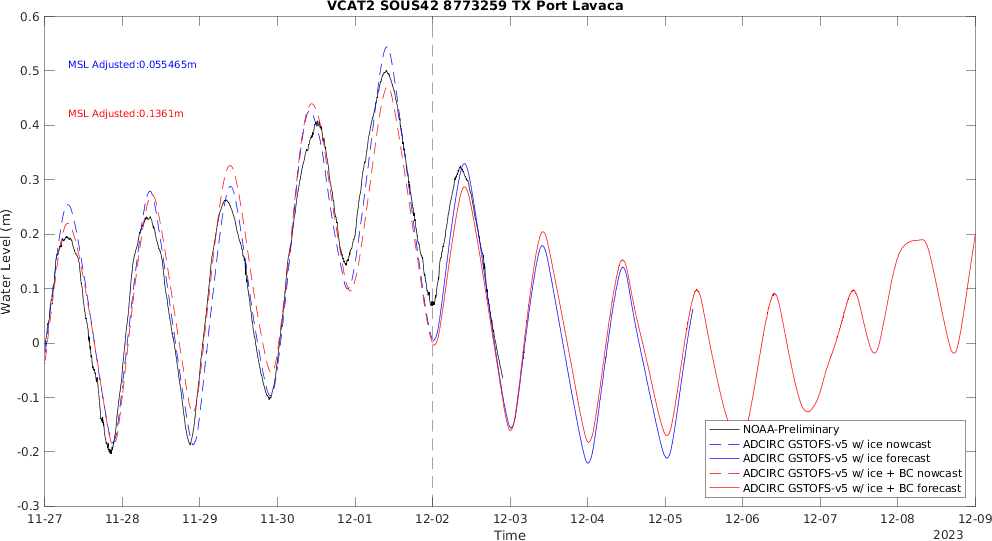 VCAT2 SOUS42 8773259 TX Port Lavaca
MSL Adjusted:0.055465m
MSL Adjusted:0.1361m
Water Level (m)
0.6
0.5
0.4
0.3
0.2
0.1
0
-0.1
-0.2
-0.3
NOAA-Preliminary
ADCIRC GSTOFS-v5 w/ ice nowcast
ADCIRC GSTOFS-v5 w/ ice forecast
ADCIRC GSTOFS-v5 w/ ice + BC nowcast
ADCIRC GSTOFS-v5 w/ ice + BC forecast
11-27 11-28 11-29 11-30 12-01 12-02 12-03 12-04 12-05 12-06 12-07 12-08 12-09
Time
2023